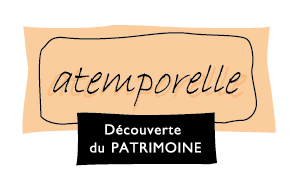 atemporelle
Découverte
du PATRIMOINE